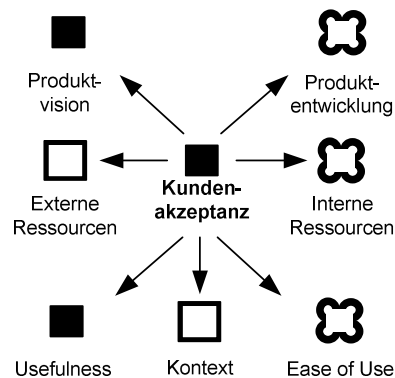 Produkt-
vision
Produkt-
entwicklung
Externe
Ressourcen
Kunden-
akzeptanz
Interne
Ressourcen
Usefulness
Kontext
Ease of Use